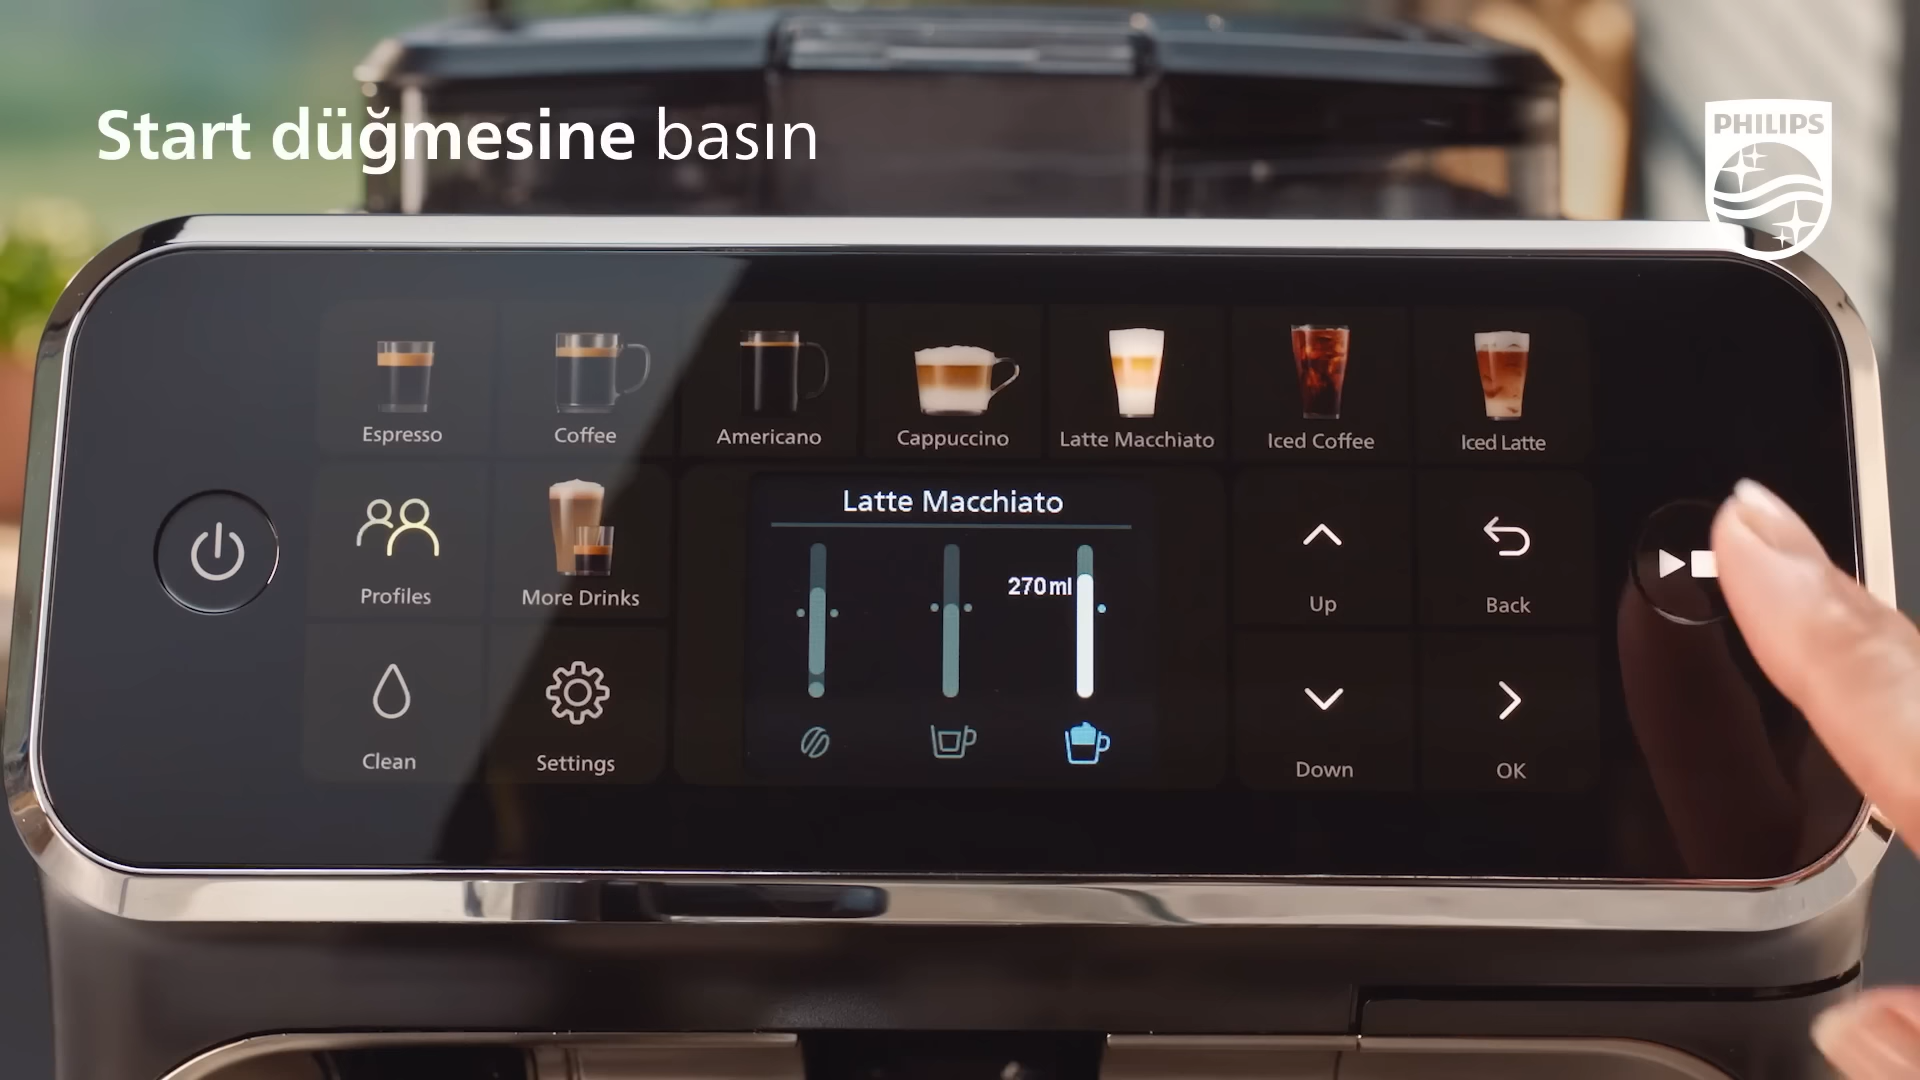 Start düğmesine basın
PHILIPS
Espresso
Coffee
Americano
Cappuccino
Latte Macchiato
Iced Coffee
Iced Latte
Profiles
More Drinks
Latte Macchiato
270ml
Up
Back
Clean
Settings
Down
OK